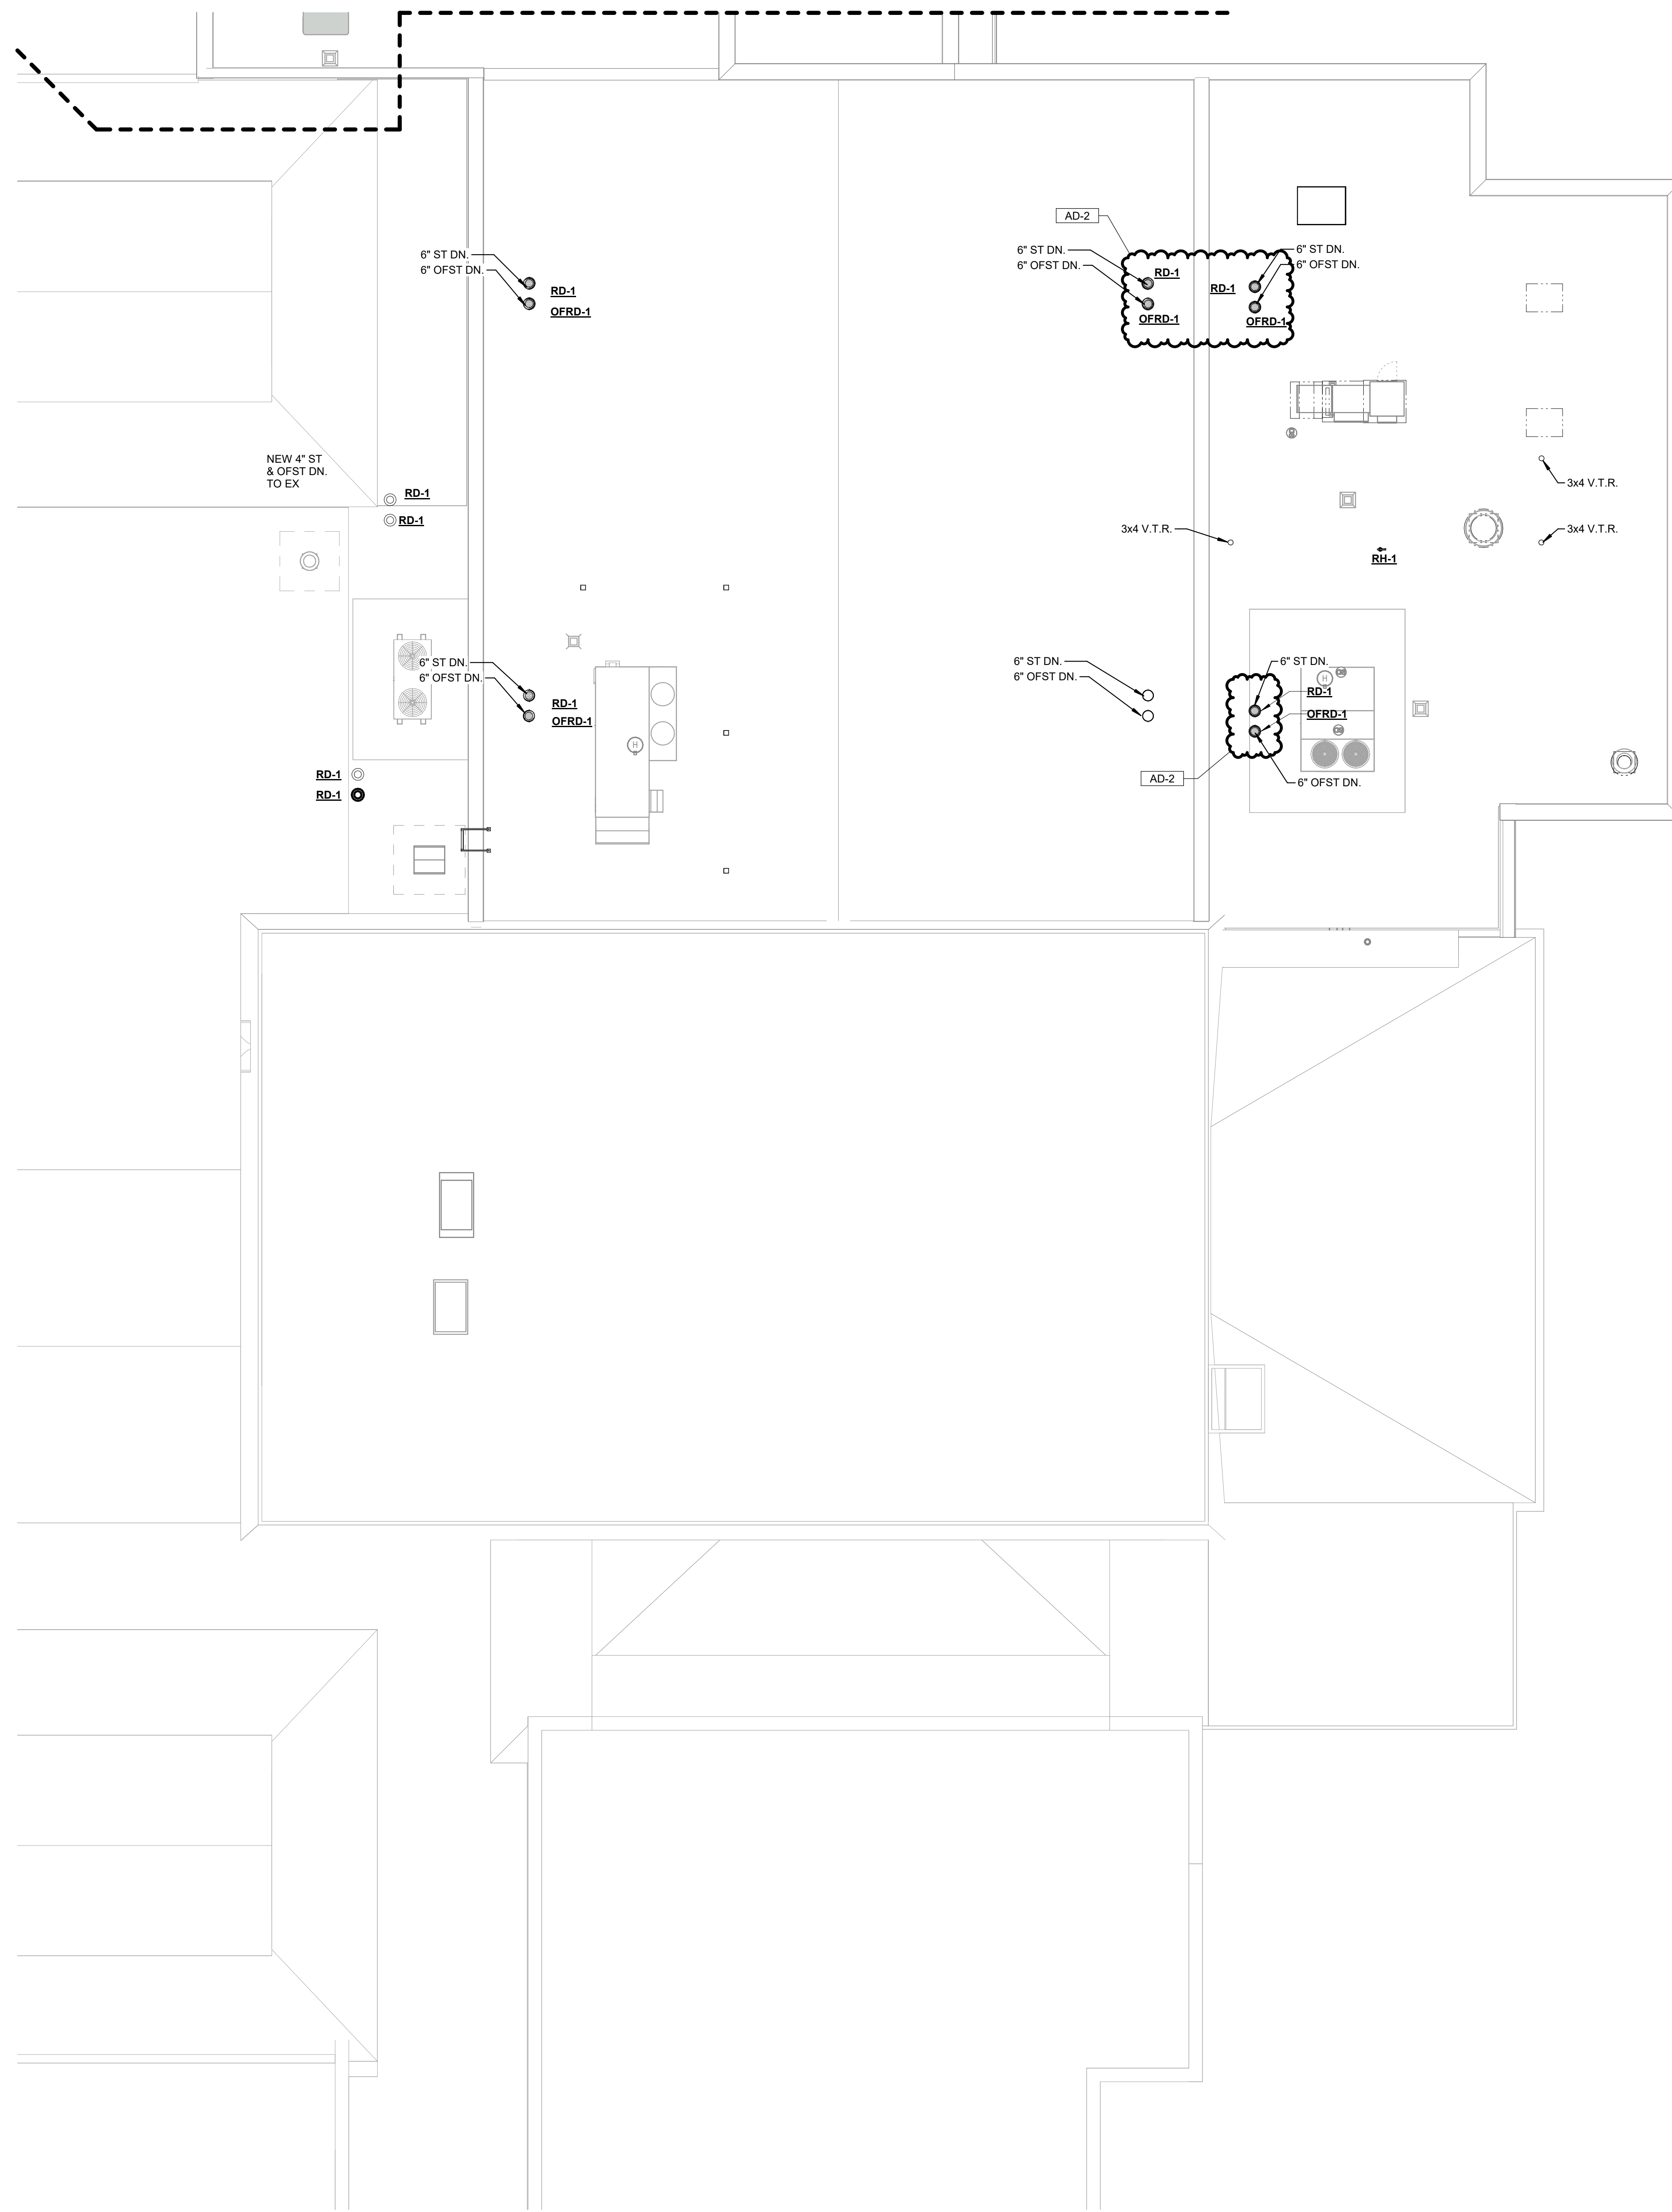 AD-2
6" ST DN.
6" OFST DN.
RD-1
OFRD-1
6" ST DN.
6" OFST DN.
RD-1
OFRD-1
6" ST DN.
6" OFST DN.
RD-1
OFRD-1
NEW 4" ST
& OFST DN.
TO EX
RD-1
RD-1
3x4 V.T.R.
3x4 V.T.R.
3x4 V.T.R.
RH-1
6" ST DN.
6" OFST DN.
RD-1
OFRD-1
H
6" ST DN.
6" OFST DN.
6" ST DN.
RD-1
OFRD-1
H
6" OFST DN.
AD-2
RD-1
RD-1